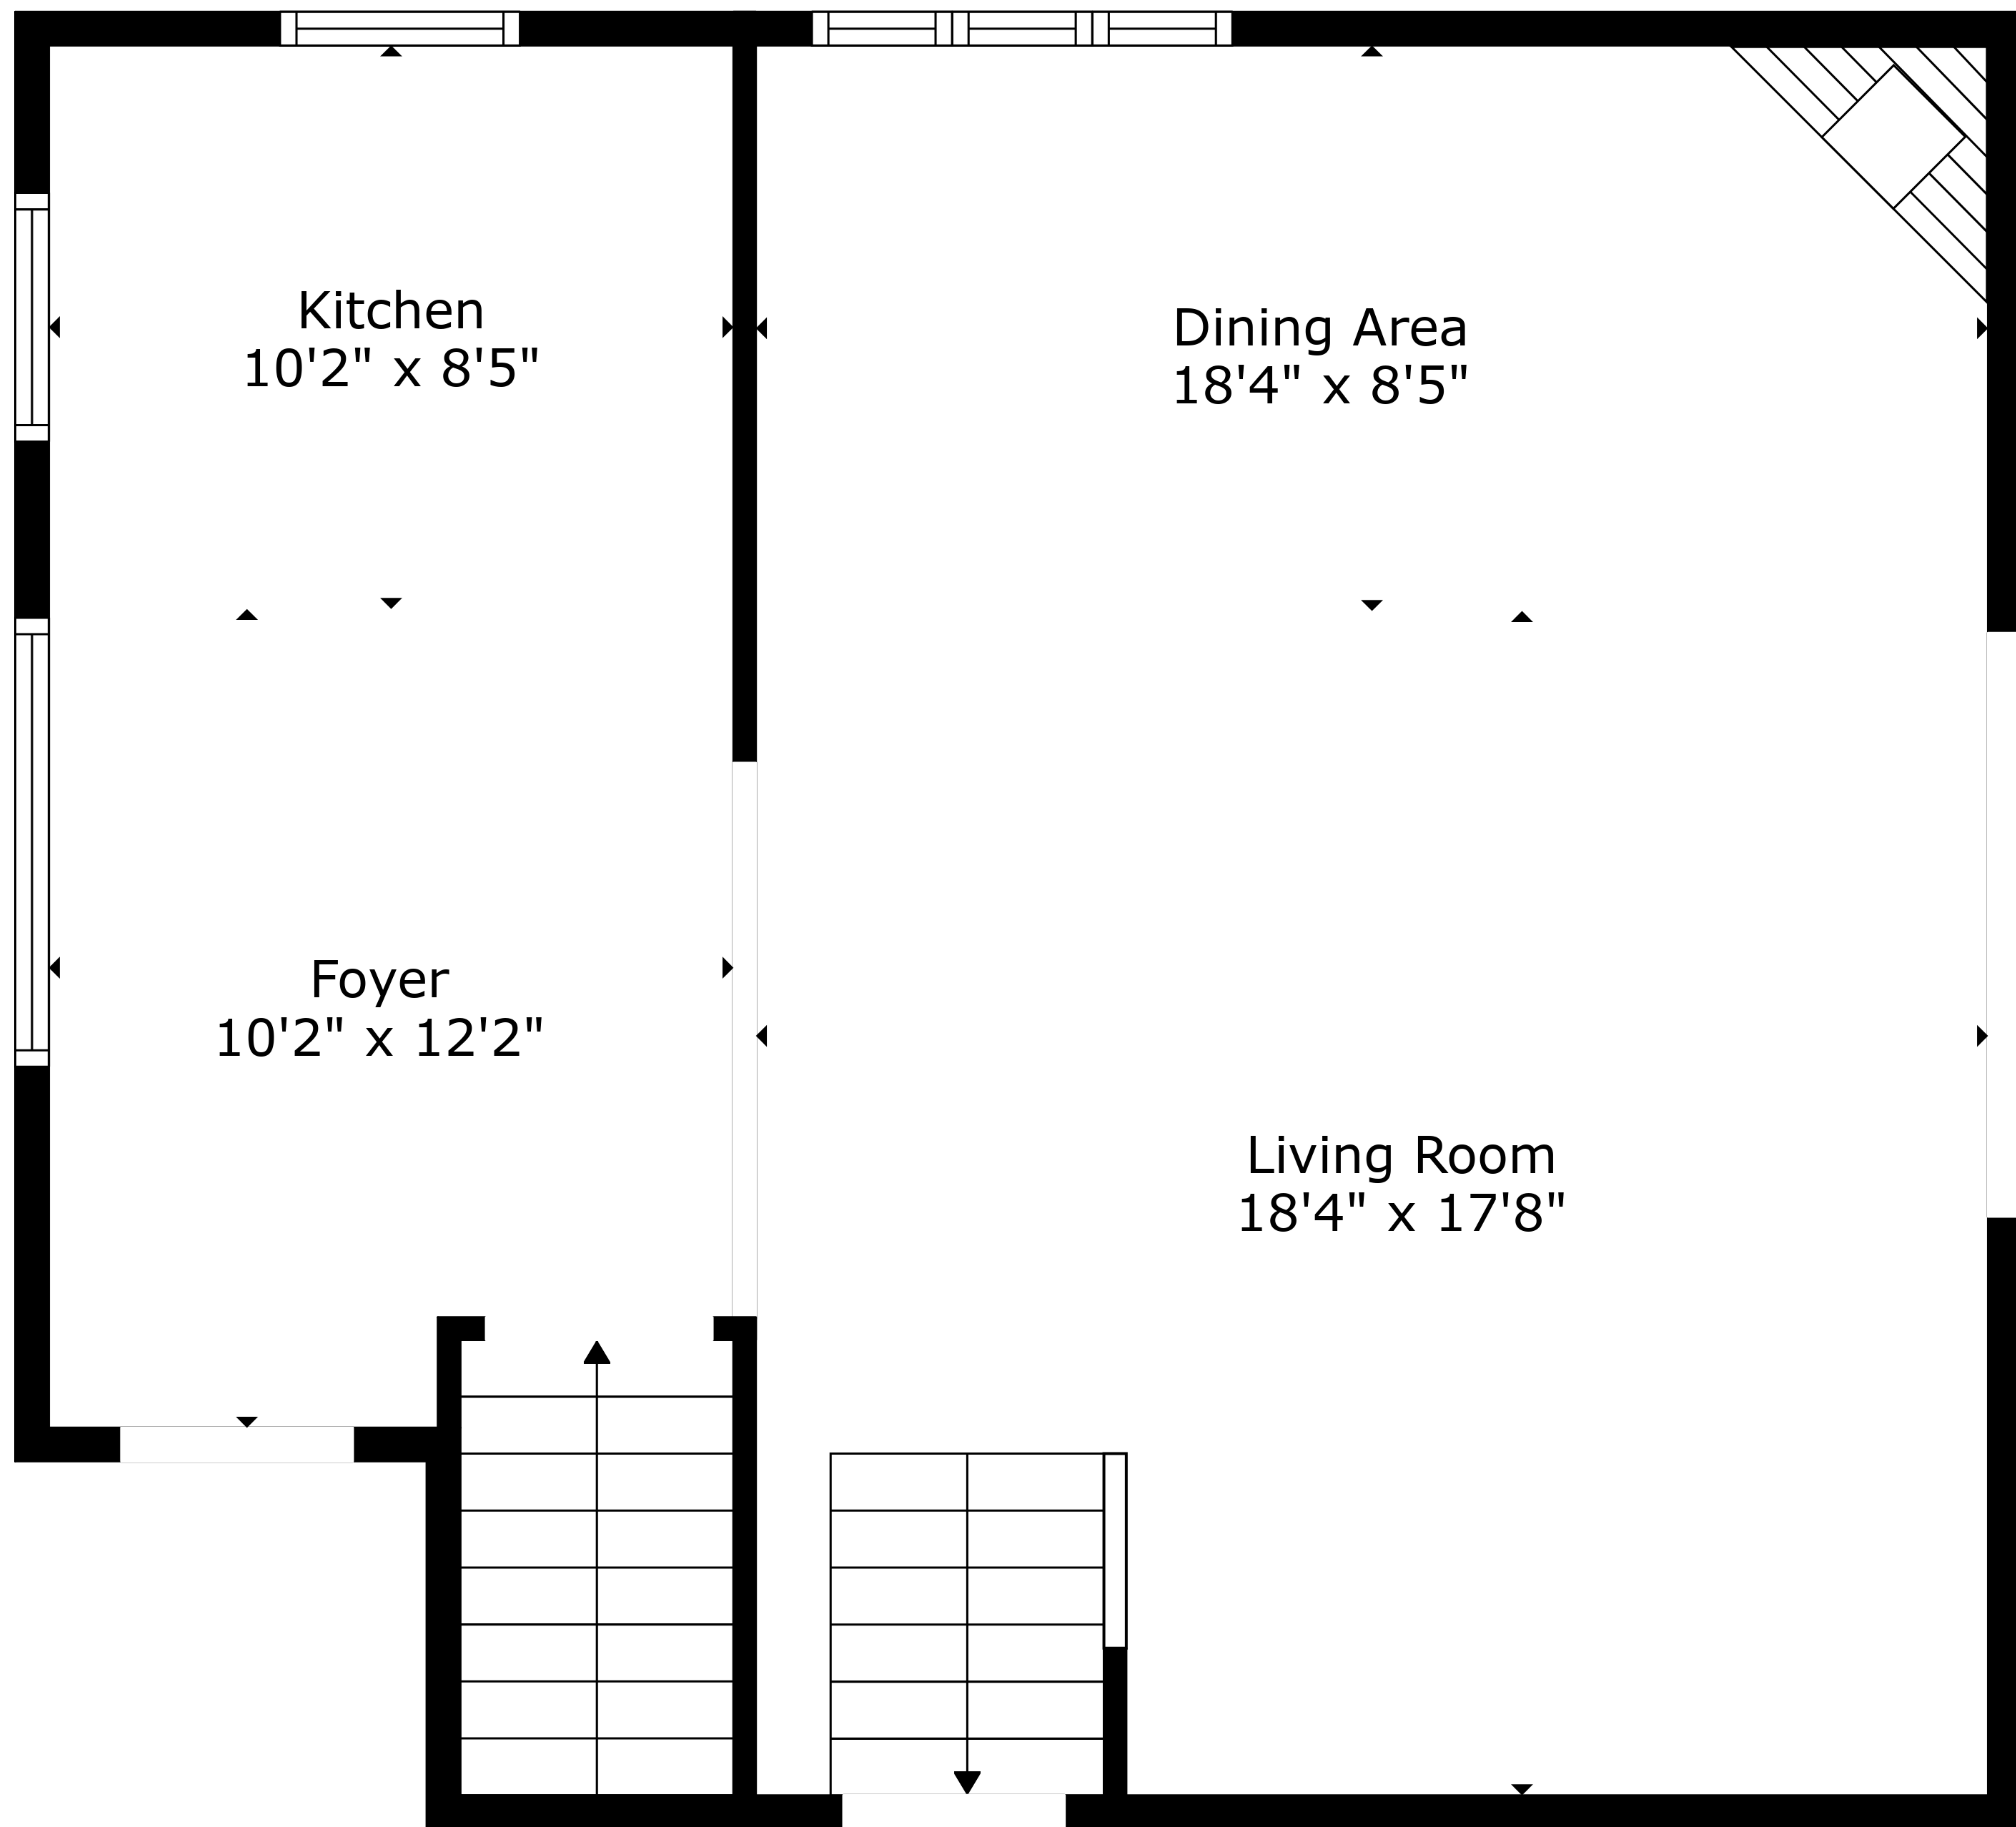 Kitchen
10'2" x 8'5"
Dining Area
18'4" x 8'5"
Foyer
10'2" x 12'2"
Living Room
18'4" x 17'8"